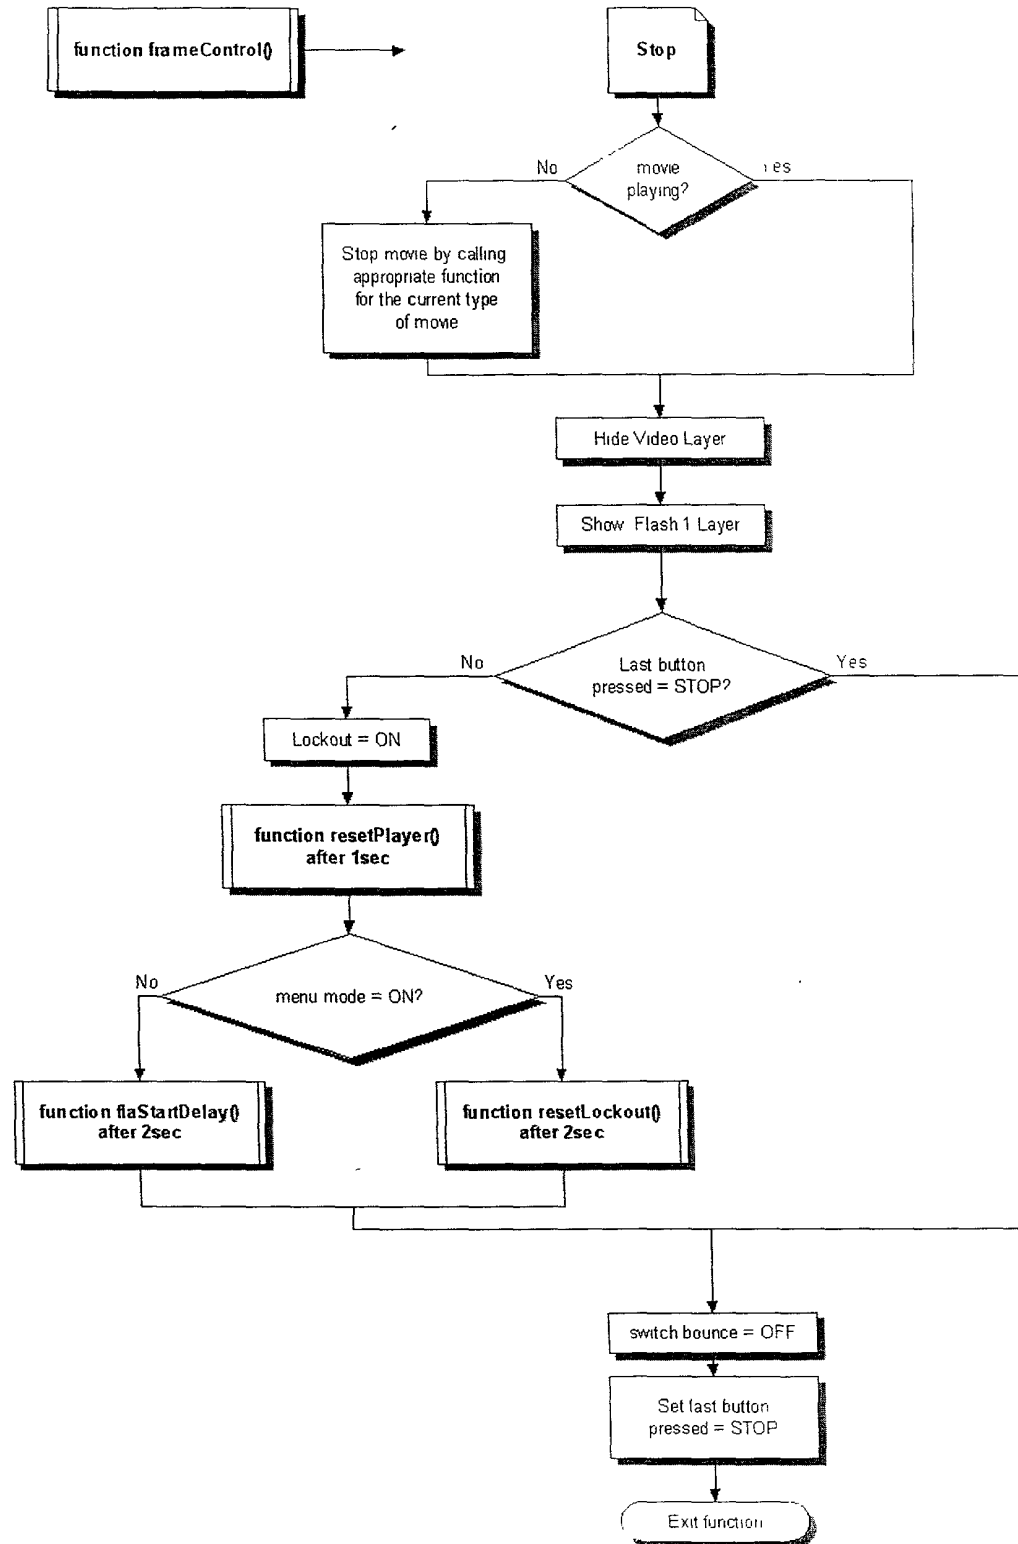 function frameControl()
Stop
movie
playing?
No
Stop movie by calling
appropriate function
for the current type
of movie
Hide Video Layer
Show Flash 1 Layer
Last button
pressed = STOP?
No
Yes
Lockout = ON
function resetPlayer()
after 1sec
menu mode = ON?
No
Yes
function flaStartDelay()
after 2sec
function resetLockout()
after 2sec
switch bounce = OFF
Set last button
pressed = STOP
Exit function